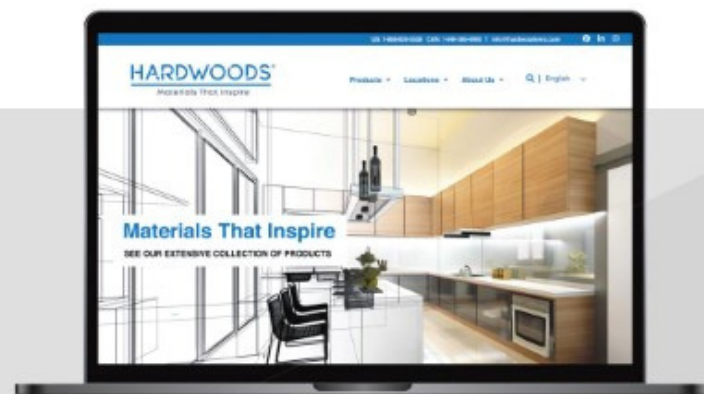 HARDWOODS
Materials That Inspire
Products
Locations
About Us
English
Materials That Inspire
SEE OUR EXTENSIVE COLLECTION OF PRODUCTS